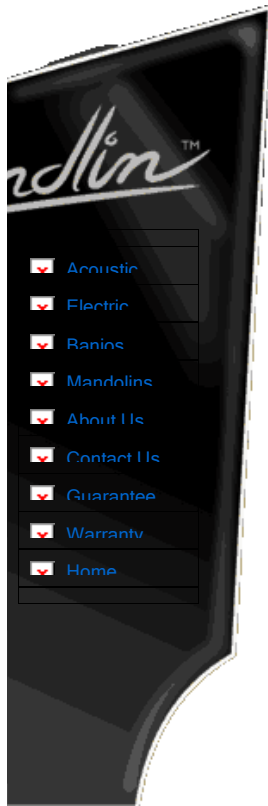 ndlin™
Acoustic
Electric
Banjos
Mandolins
About Us
Contact Us
Guarantee
Warranty
Home